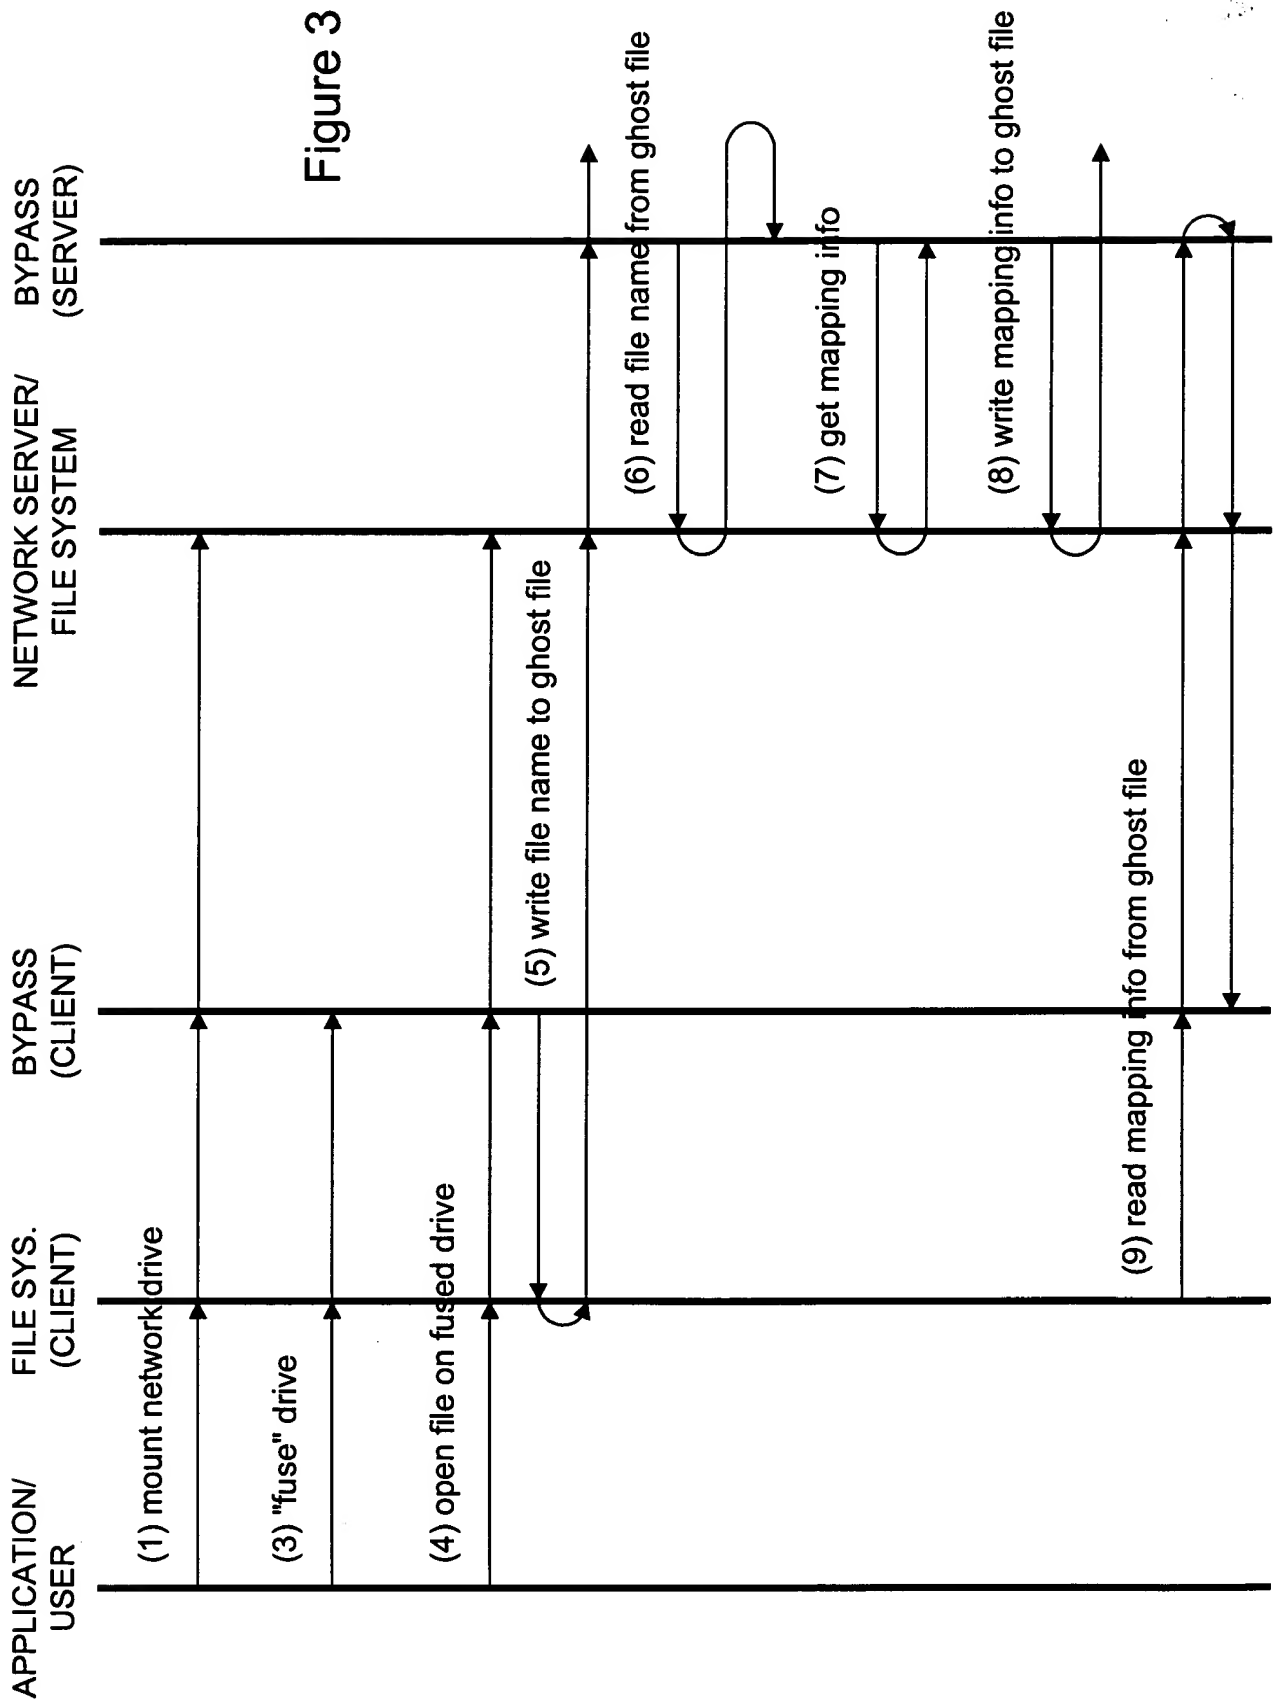 APPLICATION/
USER
FILE SYS.
(CLIENT)
BYPASS
(CLIENT)
NETWORK SERVER/
FILE SYSTEM
BYPASS
(SERVER)
(1) mount network drive
(3) "fuse" drive
Figure 3
(4) open file on fused drive
(5) write file name to ghost file
(6) read file name from ghost file
(7) get mapping info
(8) write mapping info to ghost file
(9) read mapping info from ghost file